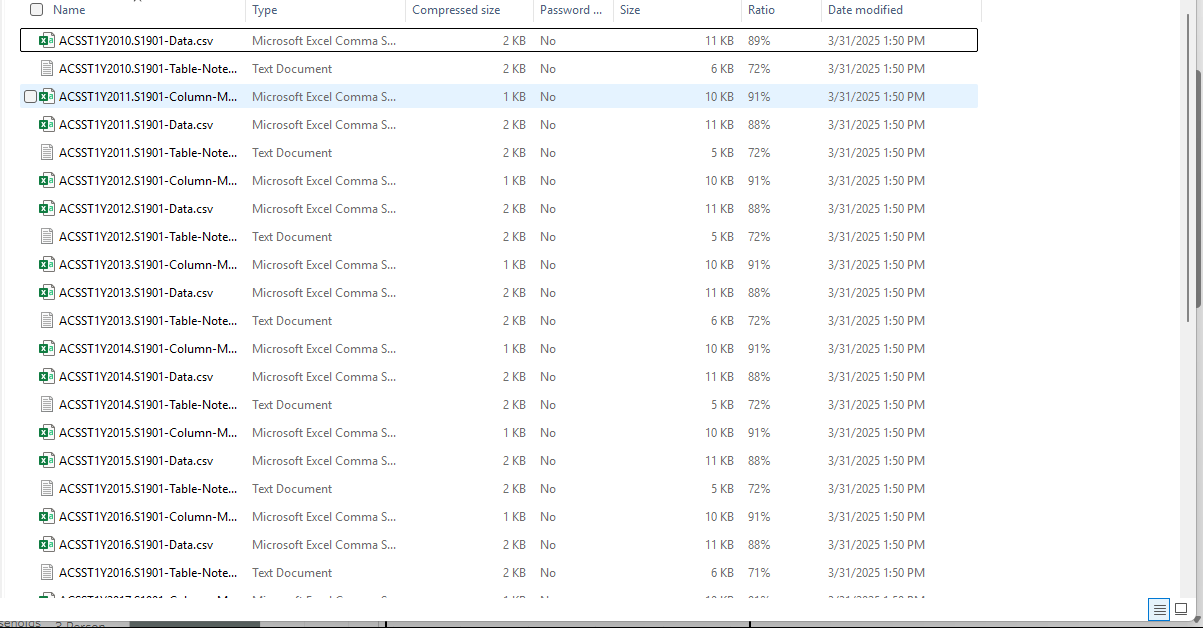 Name Type Compressed size Password ... Size Ratio Date modified
ACSST1Y2010.S1901-Data.csv Microsoft Excel Comma S... 2 KB No 11 KB 89% 3/31/2025 1:50 PM
ACSST1Y2010.S1901-Table-Note... Text Document 2 KB No 6 KB 72% 3/31/2025 1:50 PM
ACSST1Y2011.S1901-Column-M... Microsoft Excel Comma S... 1 KB No 10 KB 91% 3/31/2025 1:50 PM
ACSST1Y2011.S1901-Data.csv Microsoft Excel Comma S... 2 KB No 11 KB 88% 3/31/2025 1:50 PM
ACSST1Y2011.S1901-Table-Note... Text Document 2 KB No 5 KB 72% 3/31/2025 1:50 PM
ACSST1Y2012.S1901-Column-M... Microsoft Excel Comma S... 1 KB No 10 KB 91% 3/31/2025 1:50 PM
ACSST1Y2012.S1901-Data.csv Microsoft Excel Comma S... 2 KB No 11 KB 88% 3/31/2025 1:50 PM
ACSST1Y2012.S1901-Table-Note... Text Document 2 KB No 5 KB 72% 3/31/2025 1:50 PM
ACSST1Y2013.S1901-Column-M... Microsoft Excel Comma S... 1 KB No 10 KB 91% 3/31/2025 1:50 PM
ACSST1Y2013.S1901-Data.csv Microsoft Excel Comma S... 2 KB No 11 KB 88% 3/31/2025 1:50 PM
ACSST1Y2013.S1901-Table-Note... Text Document 2 KB No 6 KB 72% 3/31/2025 1:50 PM
ACSST1Y2014.S1901-Column-M... Microsoft Excel Comma S... 1 KB No 10 KB 91% 3/31/2025 1:50 PM
ACSST1Y2014.S1901-Data.csv Microsoft Excel Comma S... 2 KB No 11 KB 88% 3/31/2025 1:50 PM
ACSST1Y2014.S1901-Table-Note... Text Document 2 KB No 5 KB 72% 3/31/2025 1:50 PM
ACSST1Y2015.S1901-Column-M... Microsoft Excel Comma S... 1 KB No 10 KB 91% 3/31/2025 1:50 PM
ACSST1Y2015.S1901-Data.csv Microsoft Excel Comma S... 2 KB No 11 KB 88% 3/31/2025 1:50 PM
ACSST1Y2015.S1901-Table-Note... Text Document 2 KB No 5 KB 72% 3/31/2025 1:50 PM
ACSST1Y2016.S1901-Column-M... Microsoft Excel Comma S... 1 KB No 10 KB 91% 3/31/2025 1:50 PM
ACSST1Y2016.S1901-Data.csv Microsoft Excel Comma S... 2 KB No 11 KB 88% 3/31/2025 1:50 PM
ACSST1Y2016.S1901-Table-Note... Text Document 2 KB No 6 KB 71% 3/31/2025 1:50 PM